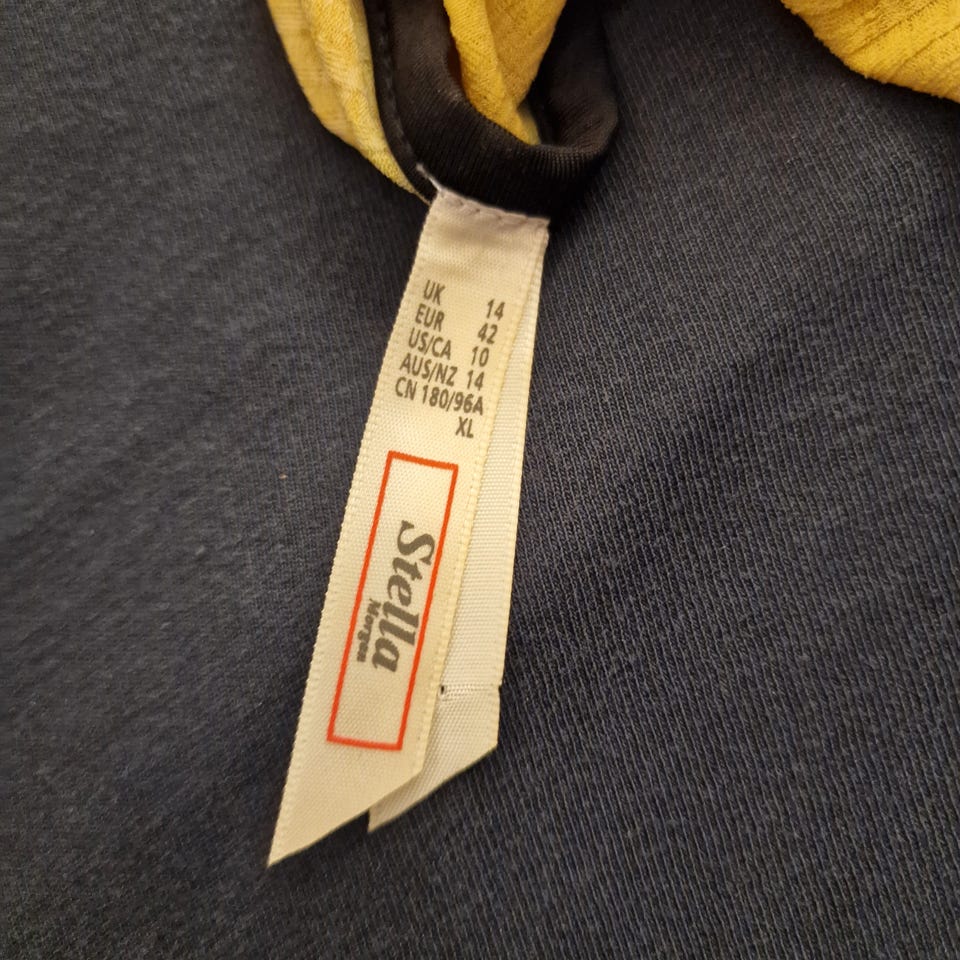 UK 14
EUR 42
US/CA 10
AUS/NZ 14
CN 180/96A
XL
Stella
Morgan